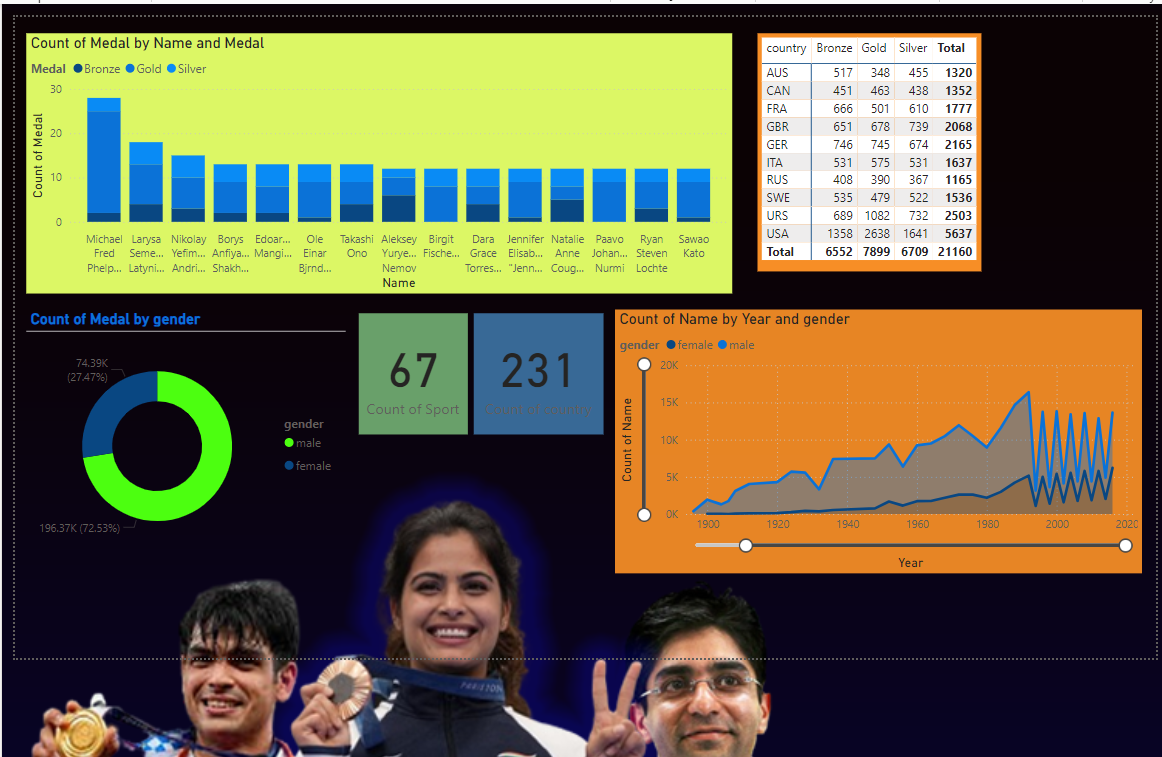 Count of Medal by Name and Medal
Medal Bronze Gold Silver
30
20
10
0
Count of Medal
Michael Fred Phelp...
Larysa Seme... Latyni...
Nikolay Yefim... Andri...
Borys Anfiya... Shakh...
Edoar... Mangi...
Ole Einar Bjrnd...
Takashi Ono
Aleksey Yurye... Nemov
Birgit Fische...
Dara Grace Torres...
Jennifer Elisab... "Jenn...
Natalie Anne Coug...
Paavo Johan... Nurmi
Ryan Steven Lochte
Sawao Kato
Name
country Bronze Gold Silver Total
AUS 517 348 455 1320
CAN 451 463 438 1352
FRA 666 501 610 1777
GBR 651 678 739 2068
GER 746 745 674 2165
ITA 531 575 531 1637
RUS 408 390 367 1165
SWE 535 479 522 1536
URS 689 1082 732 2503
USA 1358 2638 1641 5637
Total 6552 7899 6709 21160
Count of Medal by gender
74.39K
(27.47%)
196.37K (72.53%)
gender
male
female
67
Count of Sport
231
Count of country
Count of Name by Year and gender
gender female male
20K
15K
10K
5K
0K
Count of Name
1900 1920 1940 1960 1980 2000 2020
Year
PARIS